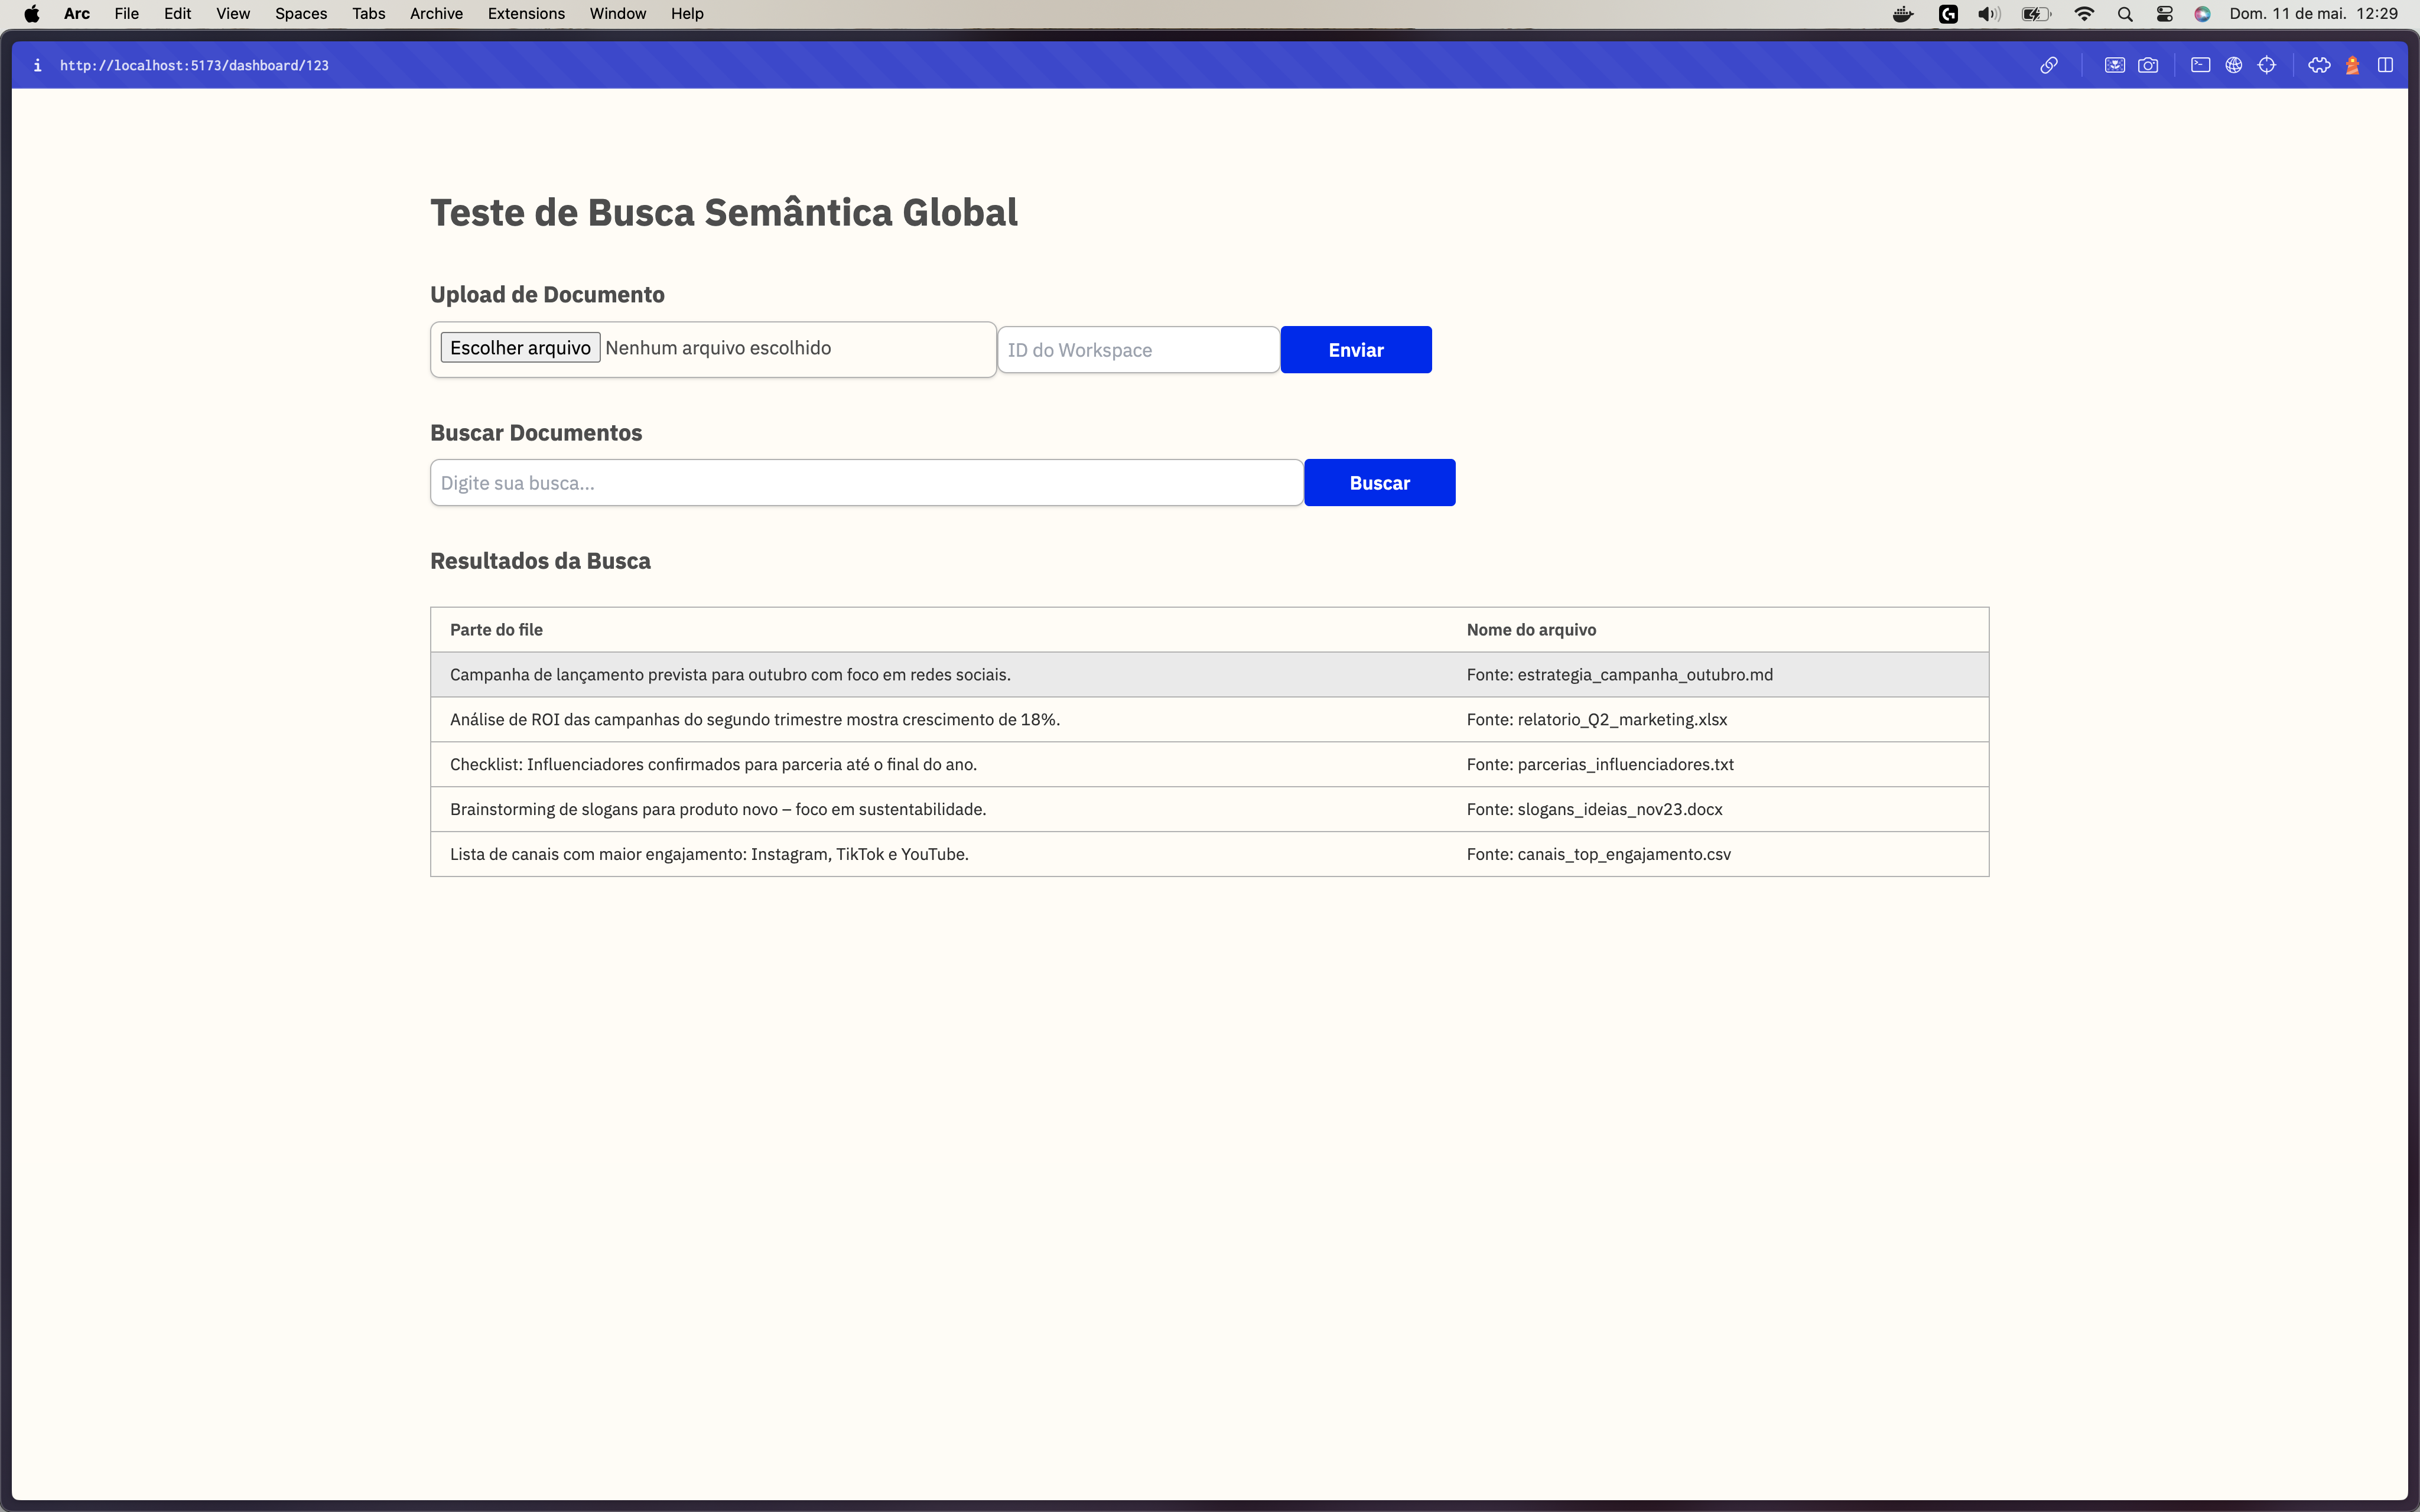 Arc File Edit View Spaces Tabs Archive Extensions Window Help Dom. 11 de mai. 12:29
http://localhost:5173/dashboard/123
Teste de Busca Semântica Global
Upload de Documento
Escolher arquivo Nenhum arquivo escolhido ID do Workspace Enviar
Buscar Documentos
Digite sua busca... Buscar
Resultados da Busca
Parte do file Nome do arquivo
Campanha de lançamento prevista para outubro com foco em redes sociais. Fonte: estrategia_campanha_outubro.md
Análise de ROI das campanhas do segundo trimestre mostra crescimento de 18%. Fonte: relatorio_Q2_marketing.xlsx
Checklist: Influenciadores confirmados para parceria até o final do ano. Fonte: parcerias_influenciadores.txt
Brainstorming de slogans para produto novo – foco em sustentabilidade. Fonte: slogans_ideias_nov23.docx
Lista de canais com maior engajamento: Instagram, TikTok e YouTube. Fonte: canais_top_engajamento.csv